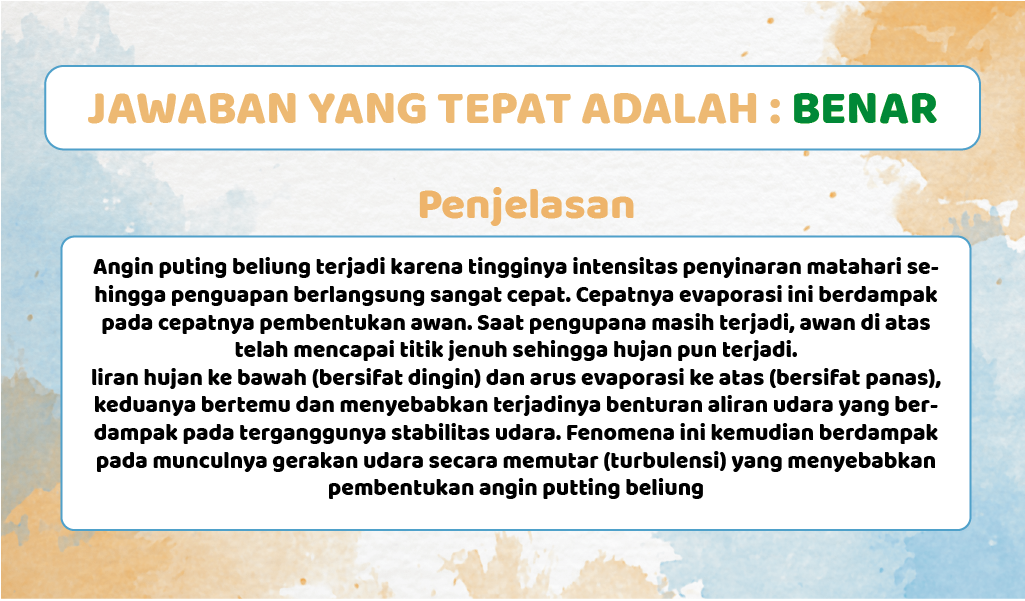 JAWABAN YANG TEPAT ADALAH : BENAR
Penjelasan
Angin puting beliung terjadi karena tingginya intensitas penyinaran matahari se-
hingga penguapan berlangsung sangat cepat. Cepatnya evaporasi ini berdampak
pada cepatnya pembentukan awan. Saat pengupana masih terjadi, awan di atas
telah mencapai titik jenuh sehingga hujan pun terjadi.
liran hujan ke bawah (bersifat dingin) dan arus evaporasi ke atas (bersifat panas),
keduanya bertemu dan menyebabkan terjadinya benturan aliran udara yang ber-
dampak pada terganggunya stabilitas udara. Fenomena ini kemudian berdampak
pada munculnya gerakan udara secara memutar (turbulensi) yang menyebabkan
pembentukan angin putting beliung